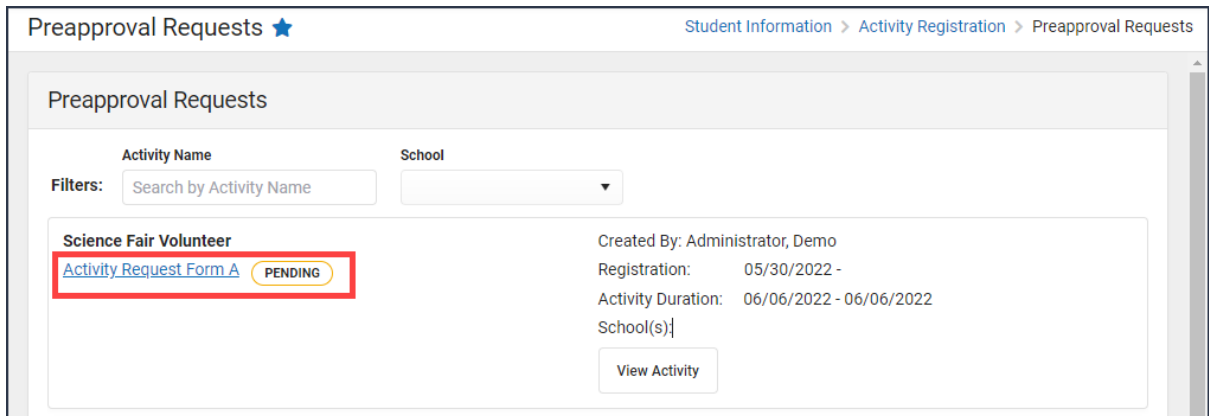 Preapproval Requests
Student Information > Activity Registration > Preapproval Requests
Preapproval Requests
Activity Name
School
Filters:
Search by Activity Name
Science Fair Volunteer
Activity Request Form A PENDING
Created By: Administrator, Demo
Registration: 05/30/2022 -
Activity Duration: 06/06/2022 - 06/06/2022
School(s):
View Activity